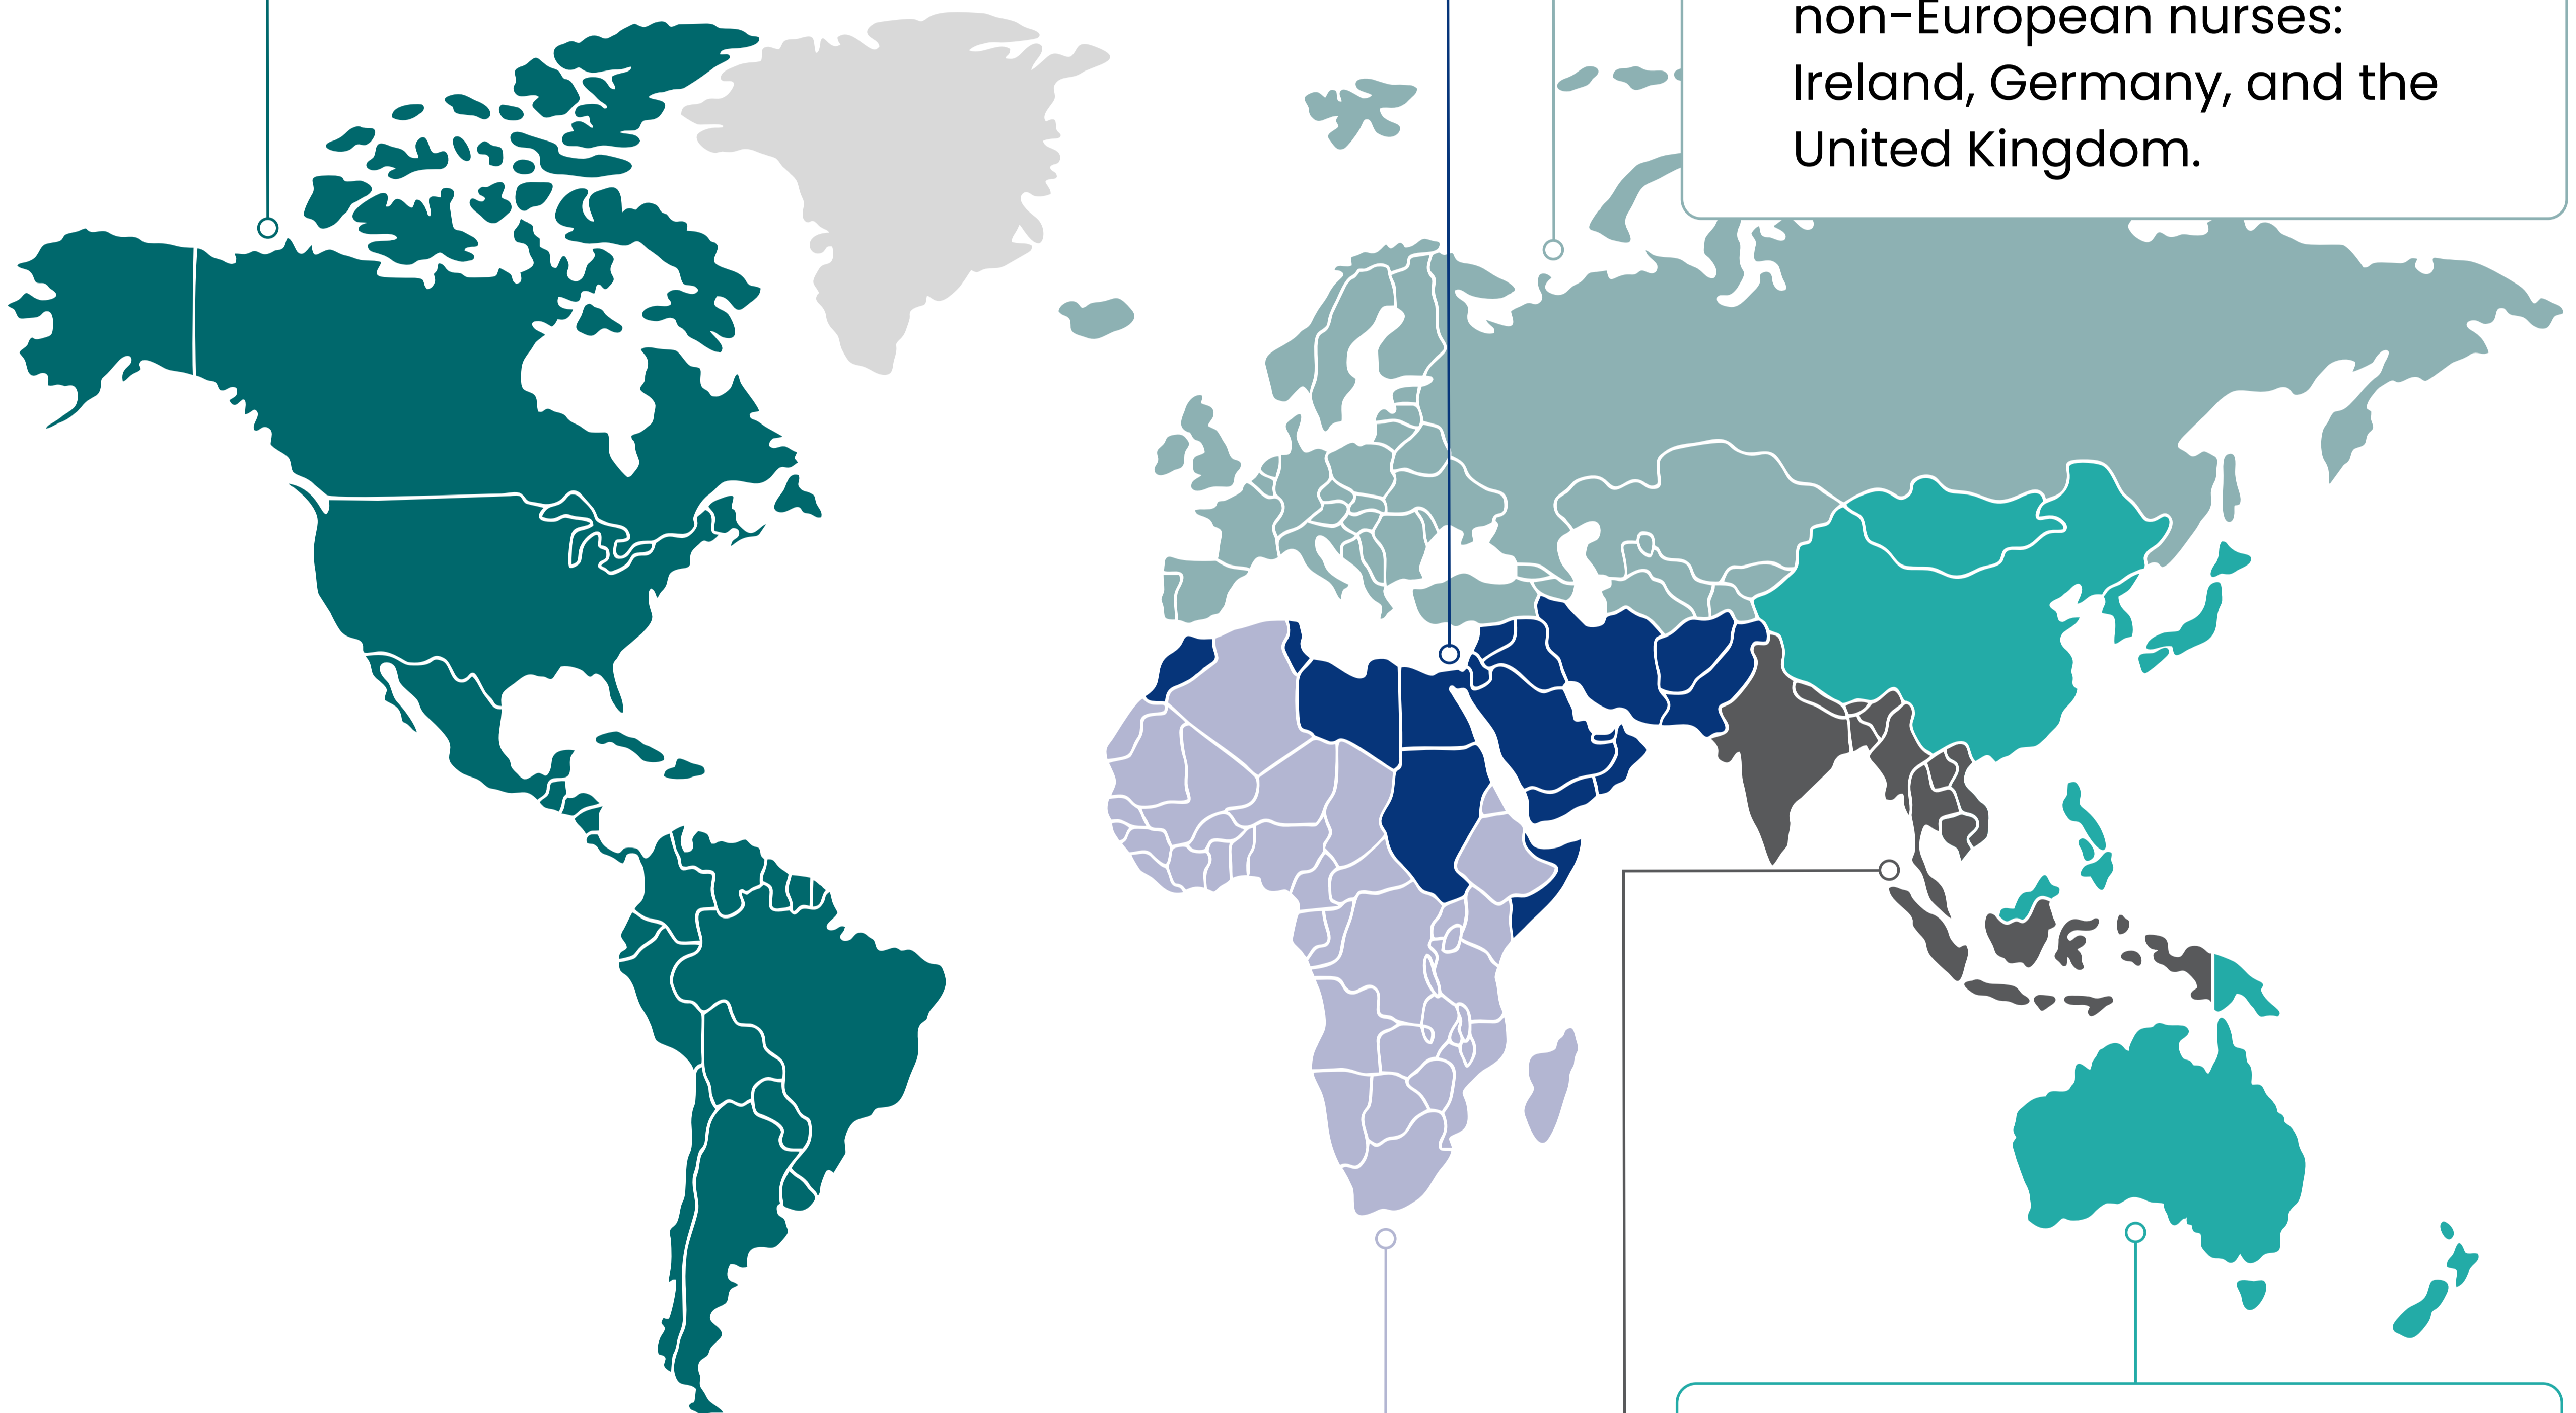 non-European nurses:
Ireland, Germany, and the
United Kingdom.